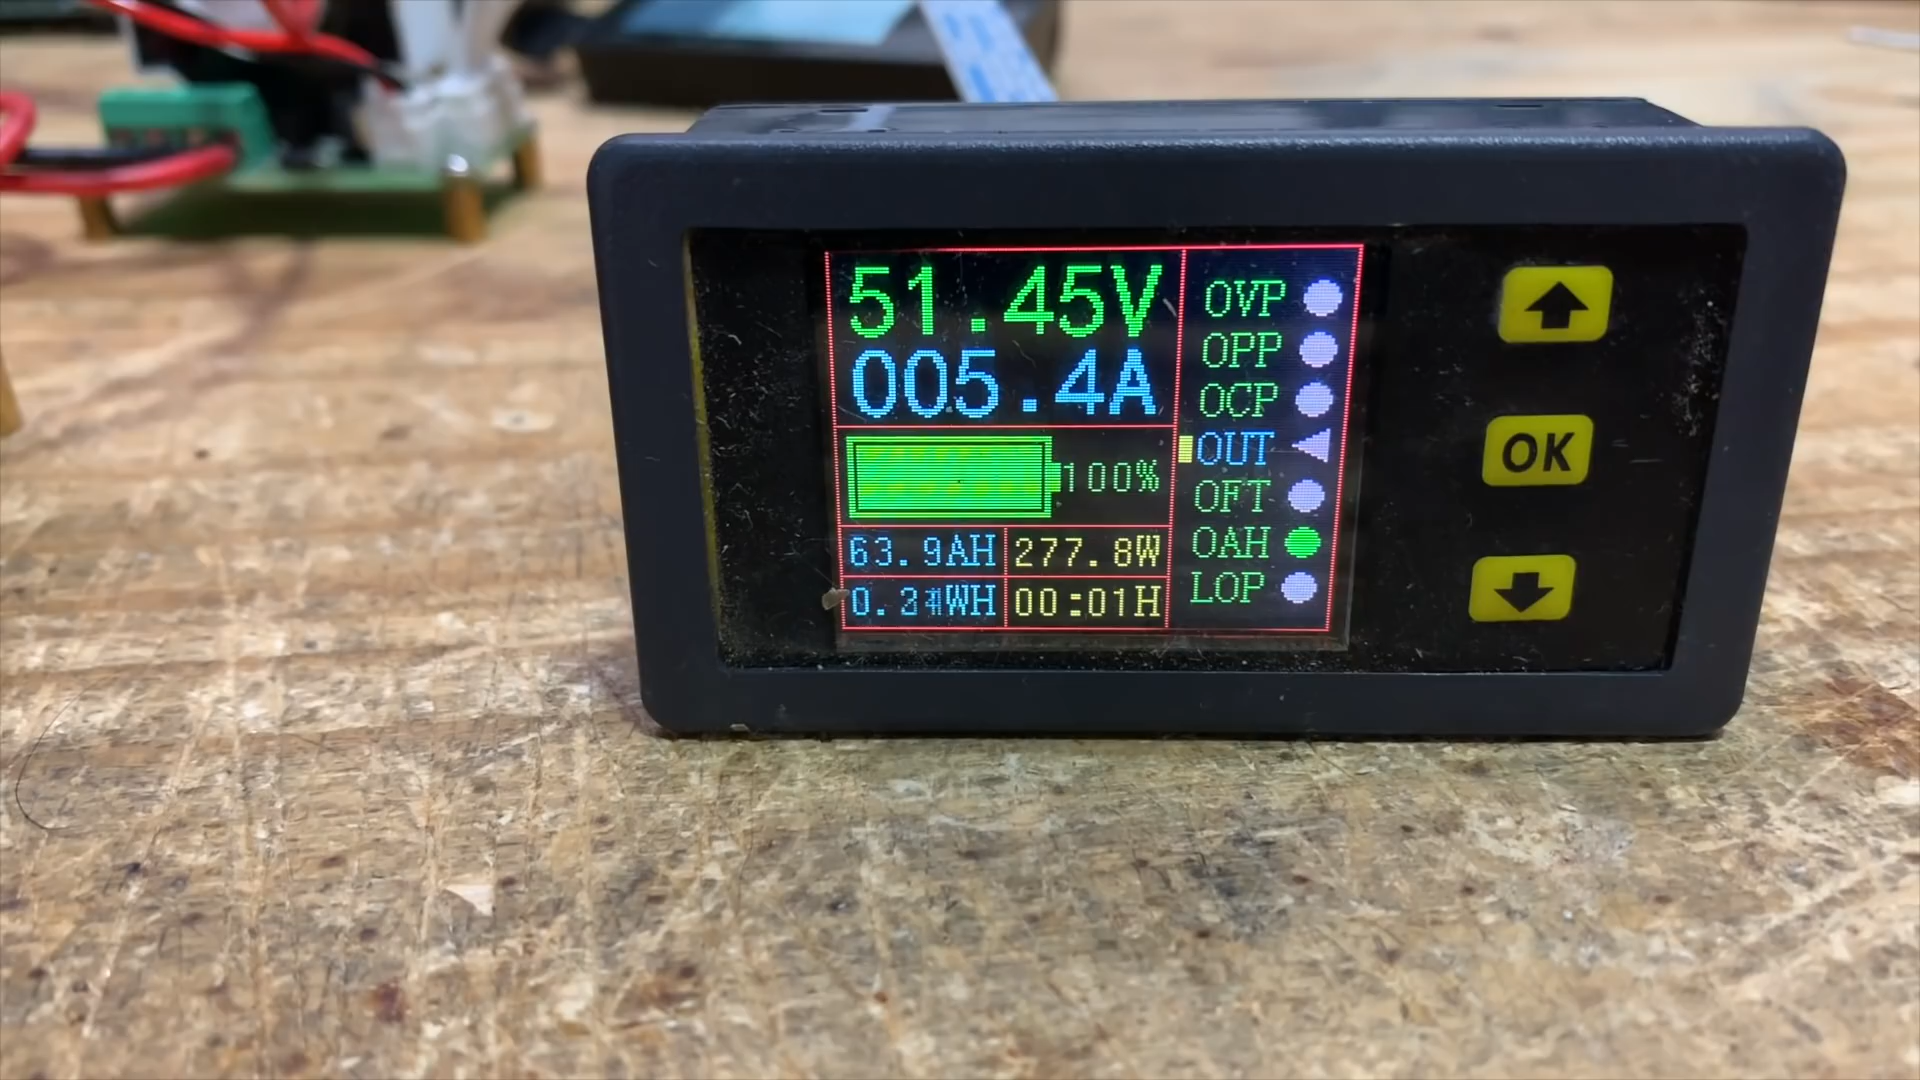 51.45V
005.4A
100%
63.9AH
277.8W
00:01H
OVP
OPP
OCP
OUT
OFT
OAH
LOP
OK